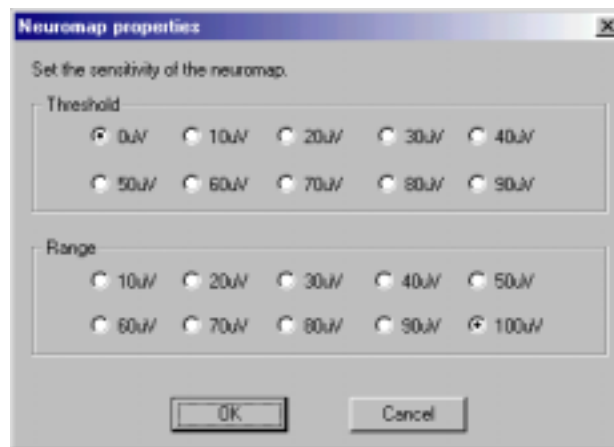 Neuromap properties
Set the sensitivity of the neuromap.
Threshold
0uV 10uV 20uV 30uV 40uV
50uV 60uV 70uV 80uV 90uV
Range
10uV 20uV 30uV 40uV 50uV
60uV 70uV 80uV 90uV 100uV
OK Cancel